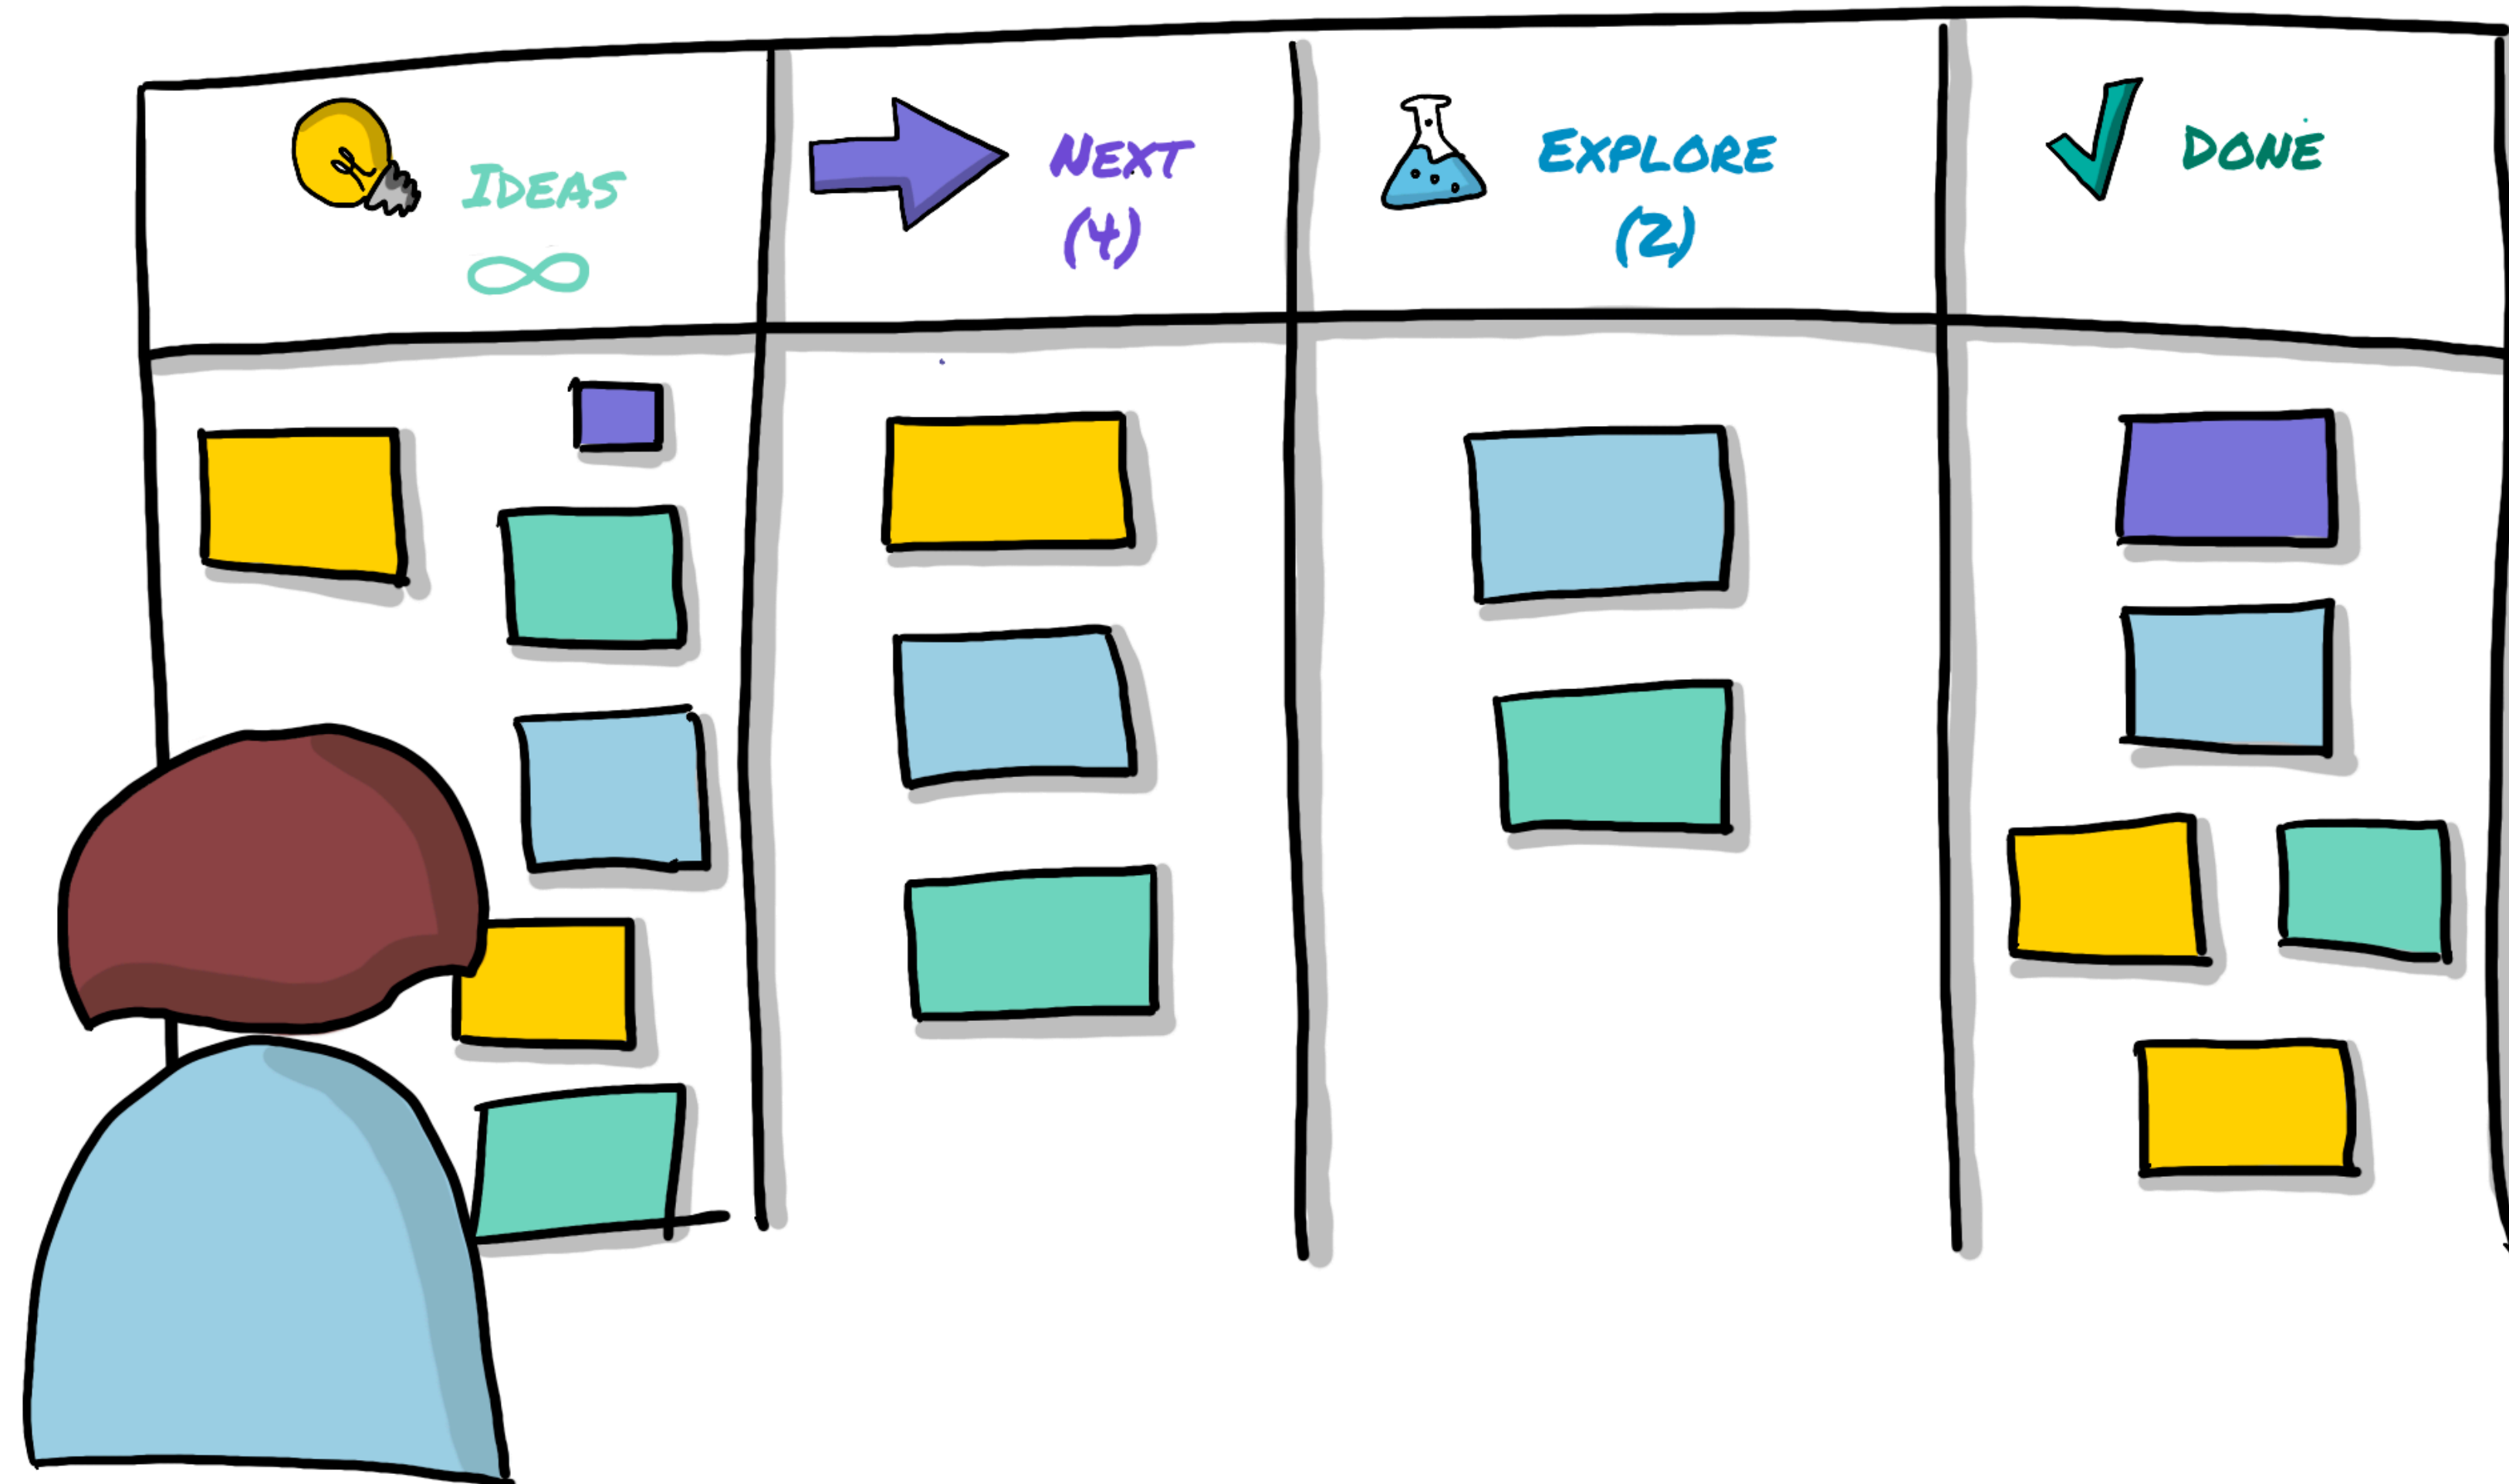 IDEAS
∞
NEXT
(4)
EXPLORE
(2)
DONE